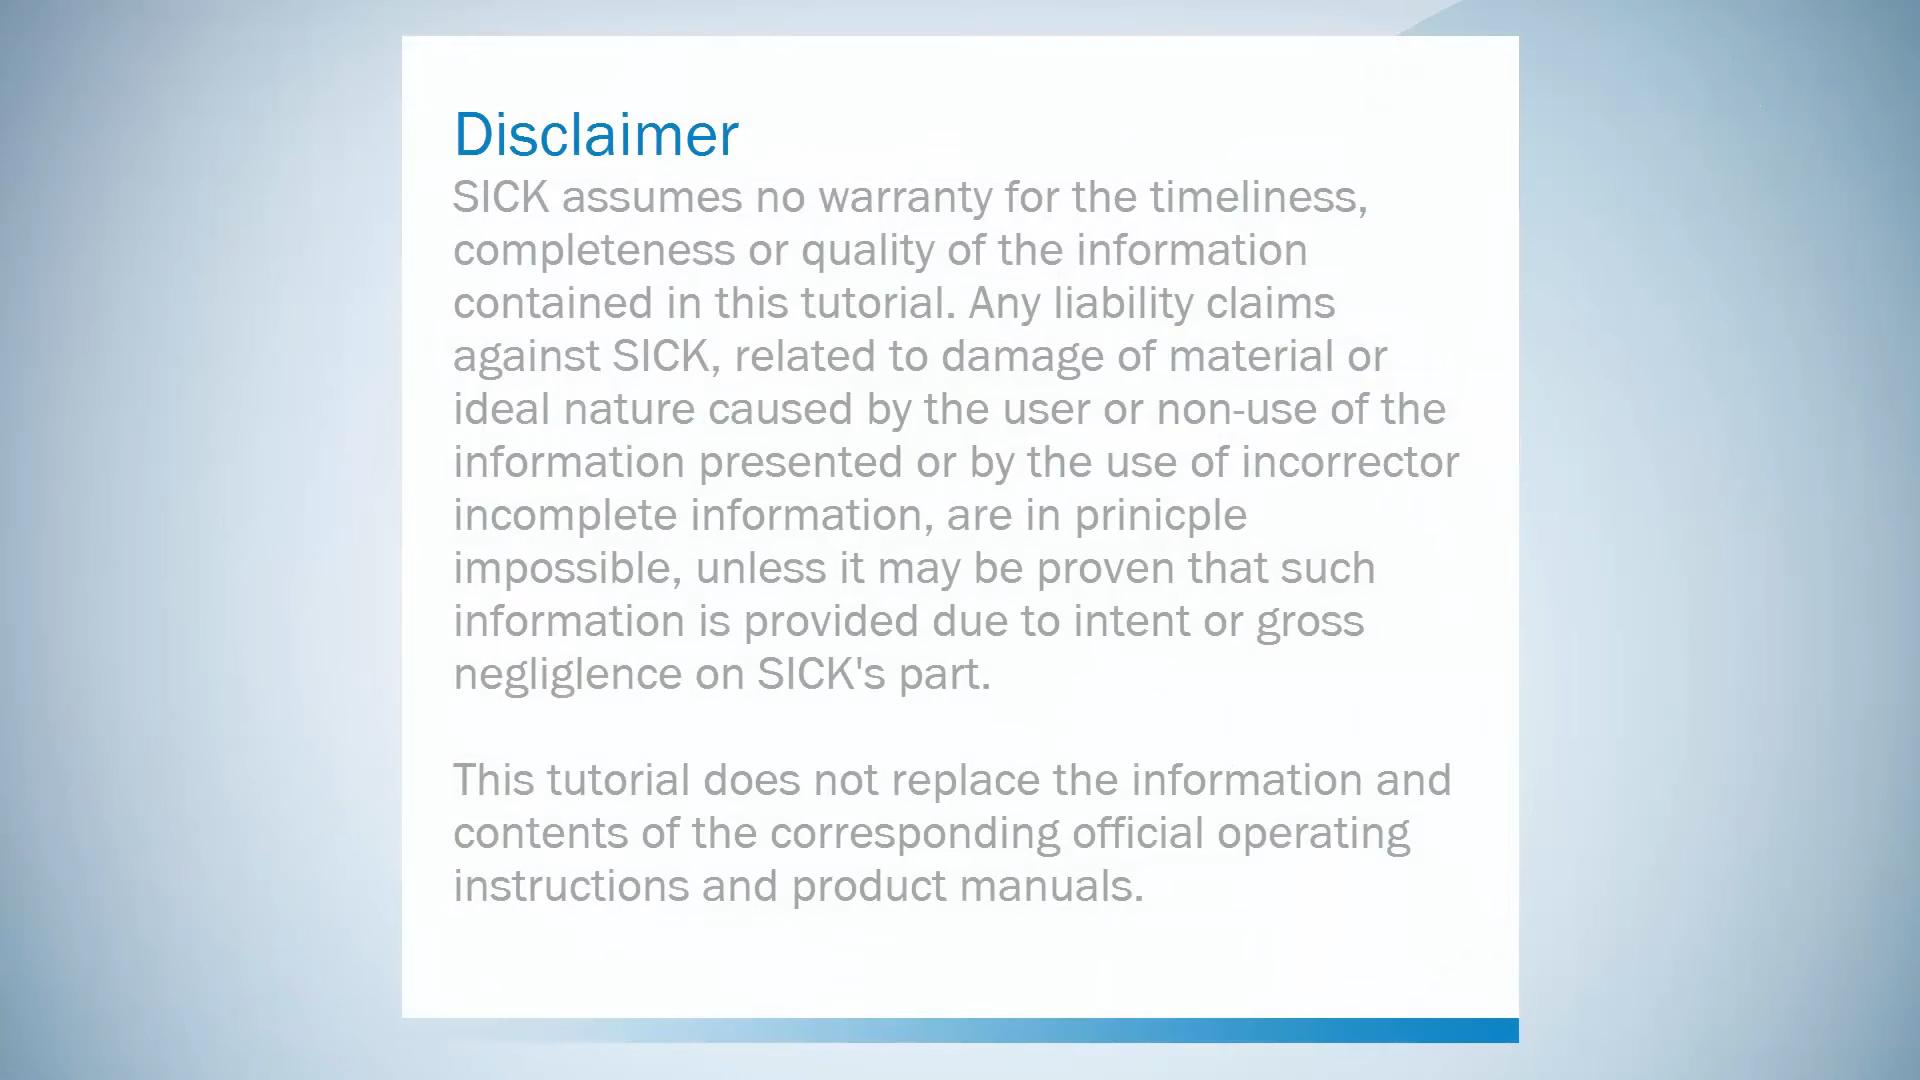 Disclaimer
SICK assumes no warranty for the timeliness,
completeness or quality of the information
contained in this tutorial. Any liability claims
against SICK, related to damage of material or
ideal nature caused by the user or non-use of the
information presented or by the use of incorrector
incomplete information, are in prinicple
impossible, unless it may be proven that such
information is provided due to intent or gross
negliglence on SICK's part.
This tutorial does not replace the information and
contents of the corresponding official operating
instructions and product manuals.